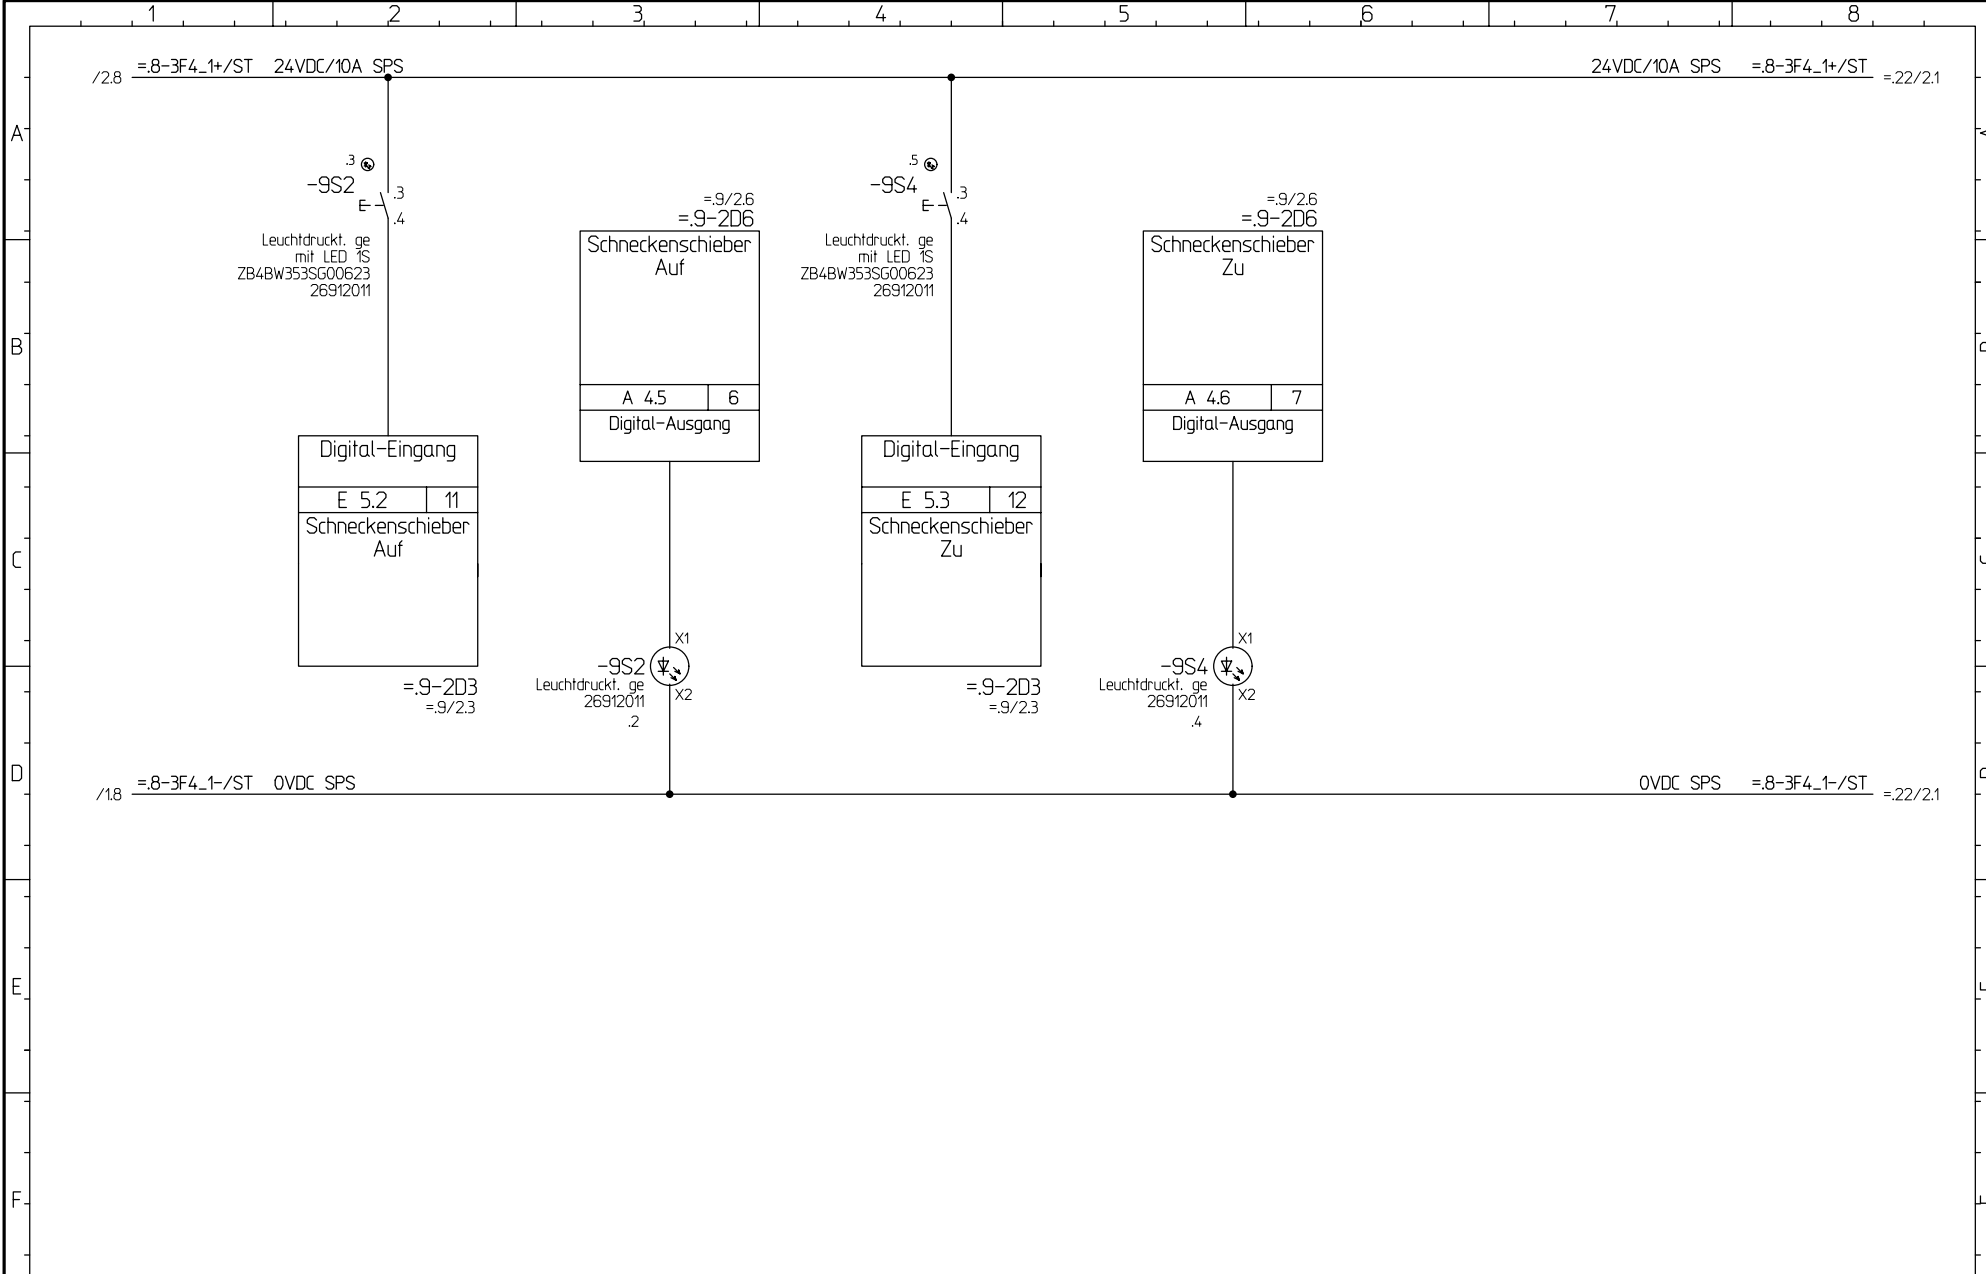 1 2 3 4 5 6 7 8
/2.8 =.8-3F4_1+/ST 24VDC/10A SPS 24VDC/10A SPS =.8-3F4_1+/ST =.22/2.1
A
.3
-9S2
.3
.4
Leuchtdruckt. ge
mit LED 1S
ZB4BW353SG00623
26912011
=.9/2.6
=.9-2D6
Schneckenschieber
Auf
A 4.5 6
Digital-Ausgang
.5
-9S4
.3
.4
Leuchtdruckt. ge
mit LED 1S
ZB4BW353SG00623
26912011
=.9/2.6
=.9-2D6
Schneckenschieber
Zu
A 4.6 7
Digital-Ausgang
B
Digital-Eingang
E 5.2 11
Schneckenschieber
Auf
=.9-2D3
=.9/2.3
X1
-9S2
Leuchtdruckt. ge
26912011
X2
.2
Digital-Eingang
E 5.3 12
Schneckenschieber
Zu
=.9-2D3
=.9/2.3
X1
-9S4
Leuchtdruckt. ge
26912011
X2
.4
C
D
/1.8 =.8-3F4_1-/ST 0VDC SPS 0VDC SPS =.8-3F4_1-/ST =.22/2.1
E
F